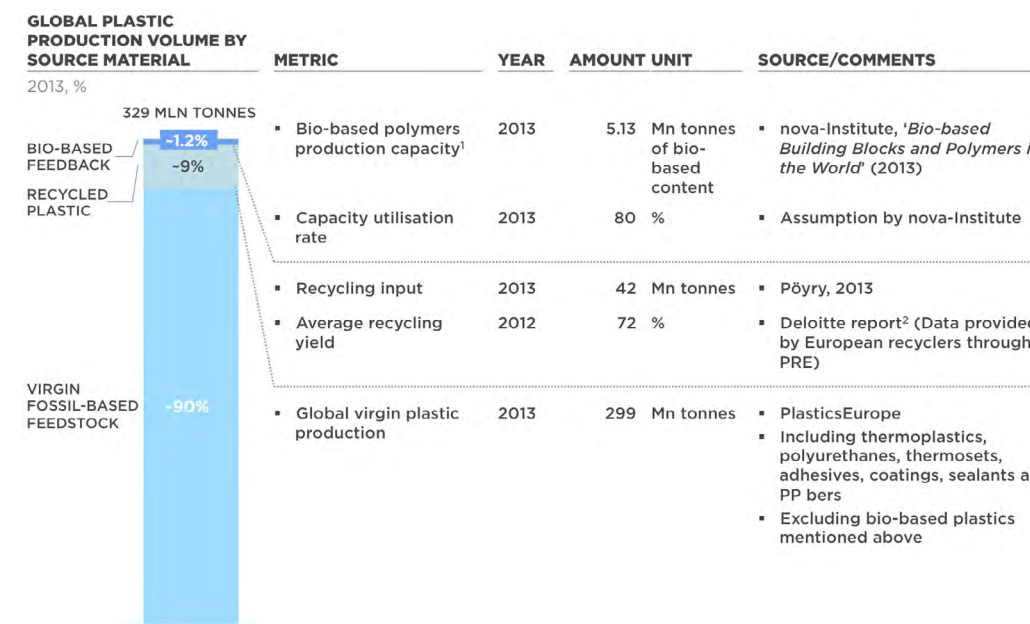 GLOBAL PLASTIC
PRODUCTION VOLUME BY
SOURCE MATERIAL
2013, %
329 MLN TONNES
BIO-BASED
FEEDBACK
~1.2%
~9%
RECYCLED
PLASTIC
VIRGIN
FOSSIL-BASED
FEEDSTOCK
~90%
METRIC YEAR AMOUNT UNIT SOURCE/COMMENTS
▪ Bio-based polymers 2013 5.13 Mn tonnes ▪ nova-Institute, ‘Bio-based
production capacity¹ of bio- Building Blocks and Polymers i
based the World’ (2013)
content
▪ Capacity utilisation 2013 80 % ▪ Assumption by nova-Institute
rate
▪ Recycling input 2013 42 Mn tonnes ▪ Pöyry, 2013
▪ Average recycling 2012 72 % ▪ Deloitte report² (Data provided
yield by European recyclers through
PRE)
▪ Global virgin plastic 2013 299 Mn tonnes ▪ PlasticsEurope
production ▪ Including thermoplastics,
polyurethanes, thermosets,
adhesives, coatings, sealants a
PP bers
▪ Excluding bio-based plastics
mentioned above